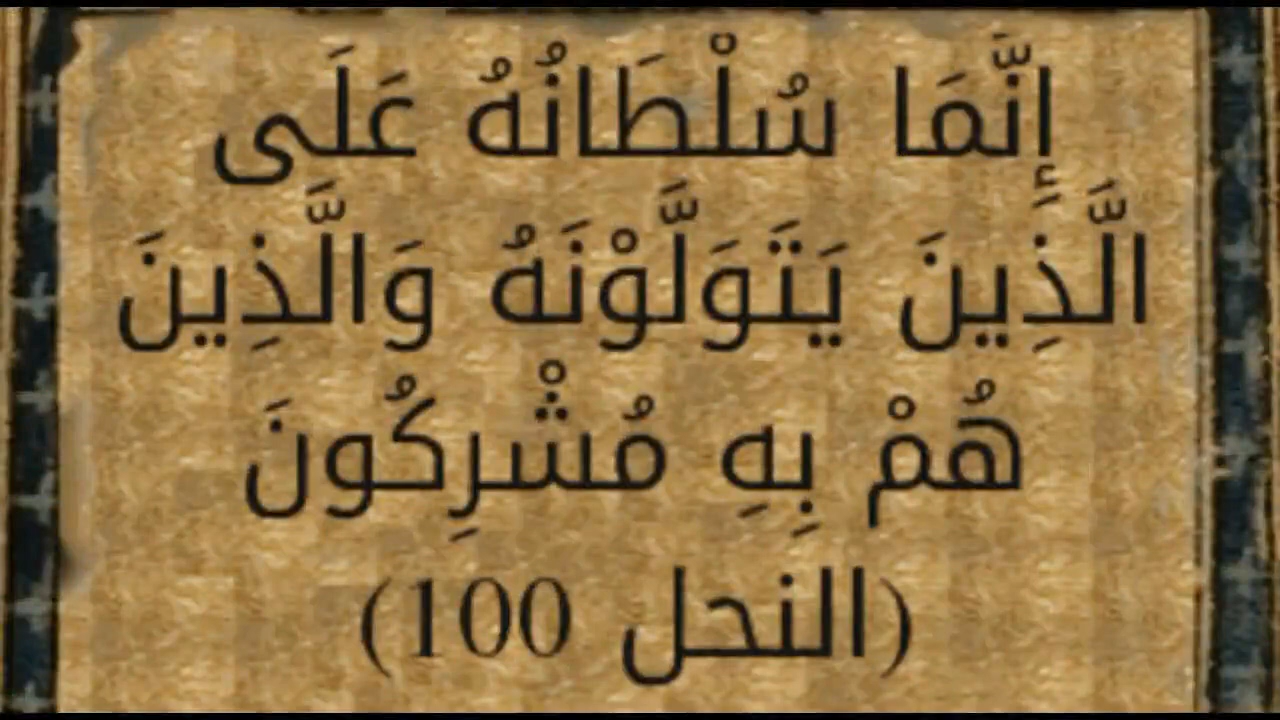 إِنَّمَا سُلْطَانُهُ عَلَى
الَّذِينَ يَتَوَلَّوْنَهُ وَالَّذِينَ
هُمْ بِهِ مُشْرِكُونَ
(النحل 100)